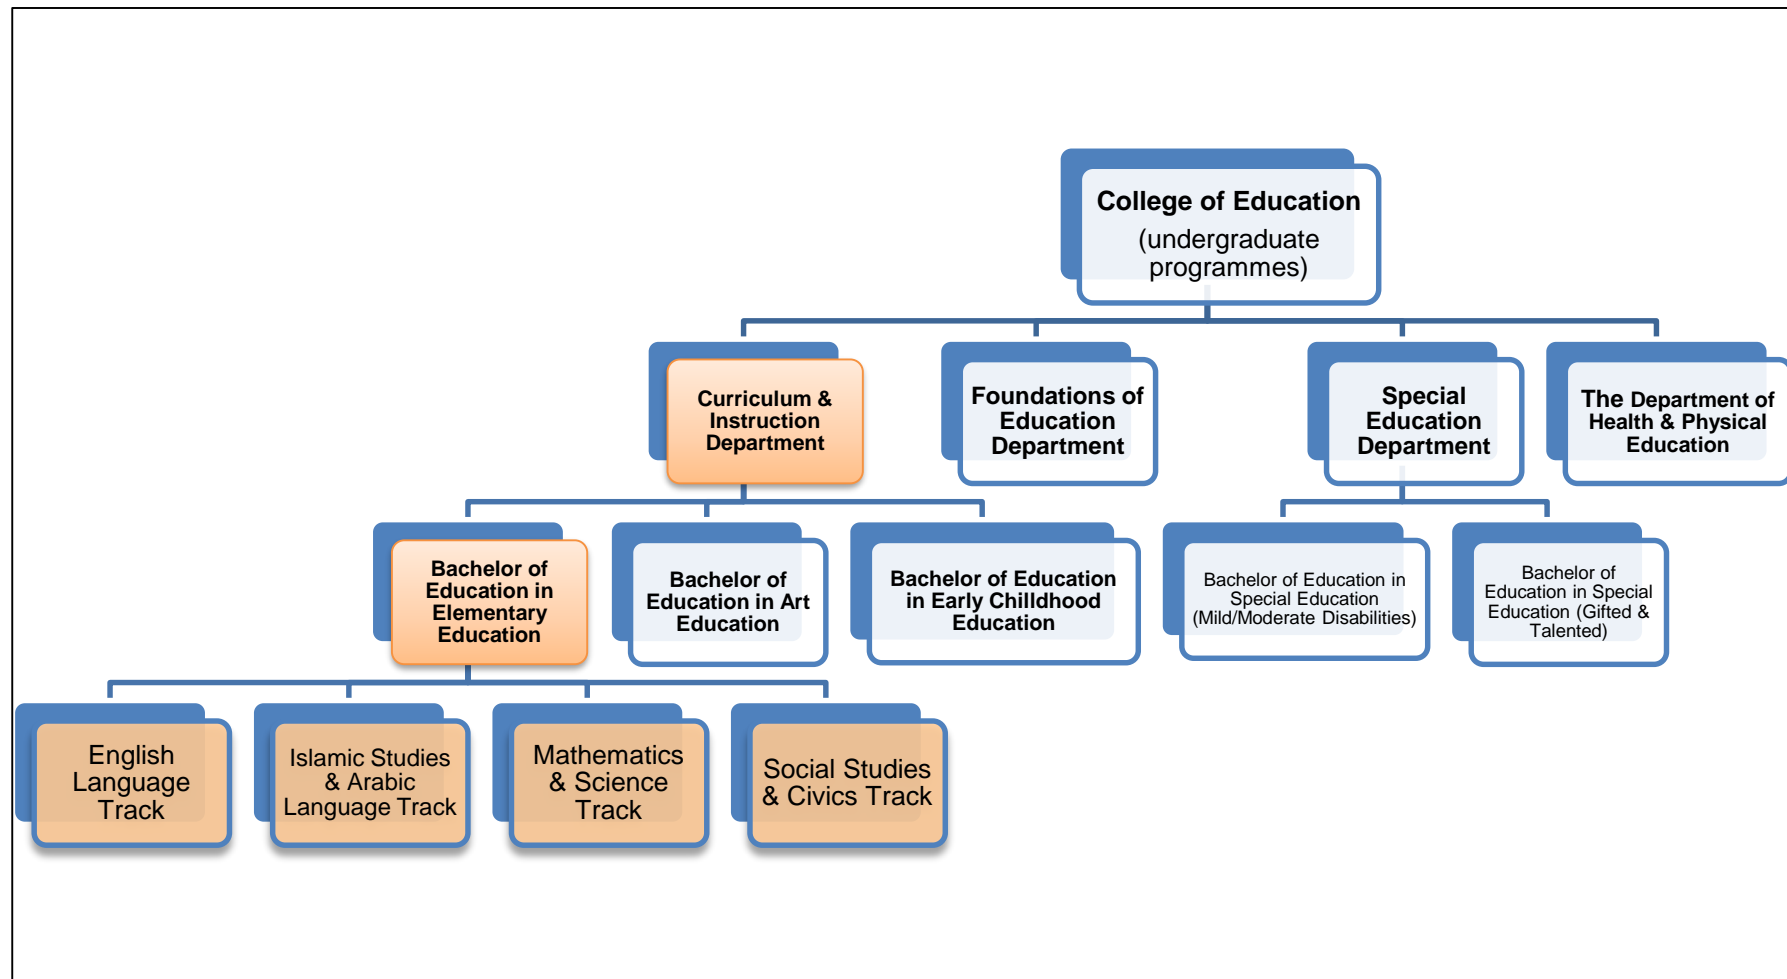 College of Education
(undergraduate
programmes)
Curriculum &
Instruction
Department
Foundations of
Education
Department
Special
Education
Department
The Department of
Health & Physical
Education
Bachelor of
Education in
Elementary
Education
Bachelor of
Education in Art
Education
Bachelor of Education
in Early Chilldhood
Education
Bachelor of Education in
Special Education
(Mild/Moderate Disabilities)
Bachelor of
Education in Special
Education (Gifted &
Talented)
English
Language
Track
Islamic Studies
& Arabic
Language Track
Mathematics
& Science
Track
Social Studies
& Civics Track